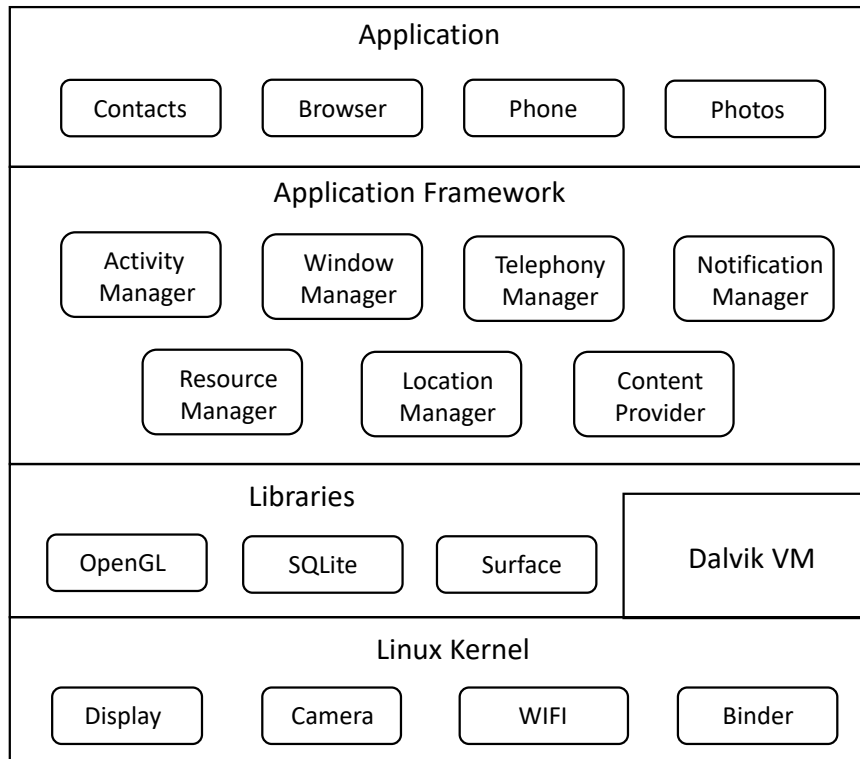 Application
Contacts
Browser
Phone
Photos
Application Framework
Activity
Manager
Window
Manager
Telephony
Manager
Notification
Manager
Resource
Manager
Location
Manager
Content
Provider
Libraries
OpenGL
SQLite
Surface
Dalvik VM
Linux Kernel
Display
Camera
WIFI
Binder